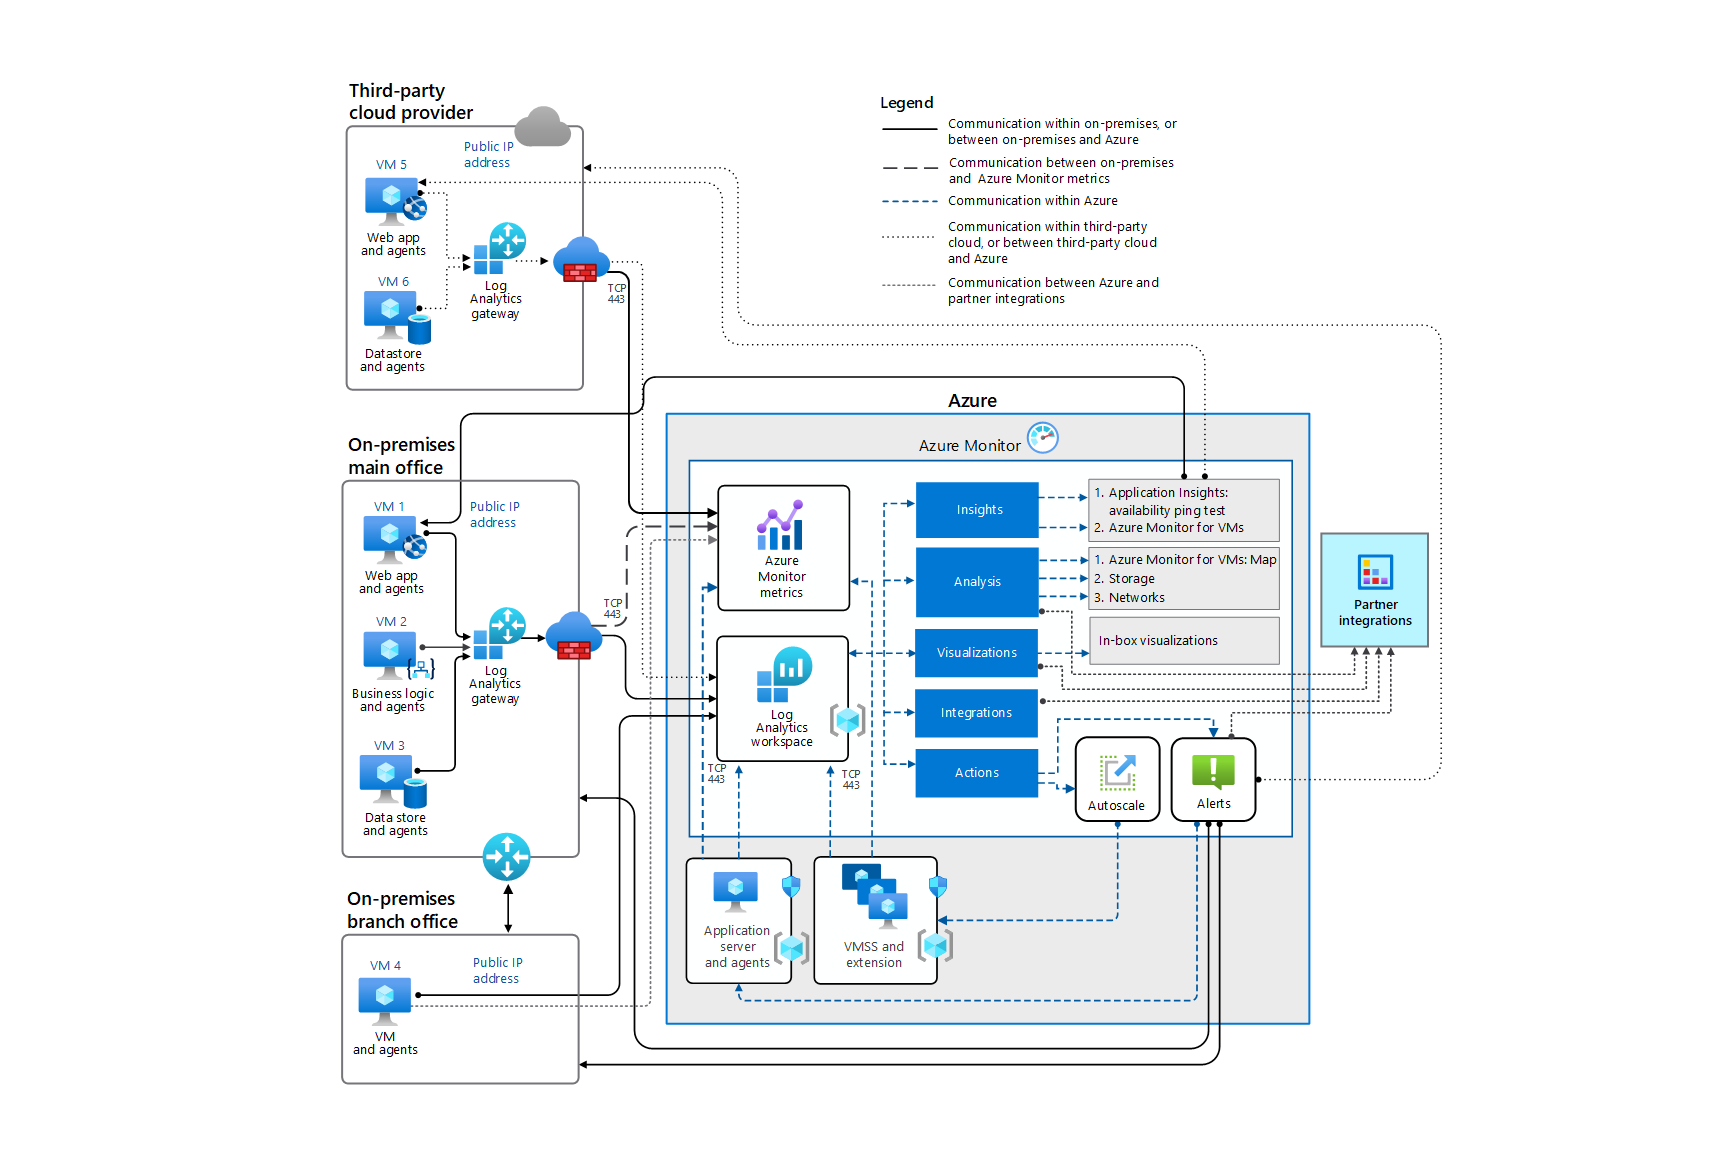 Third-party
cloud provider
Public IP
address
VM 5
Web app
and agents
VM 6
Datastore
and agents
Log
Analytics
gateway
TCP
443
Legend
Communication within on-premises, or
between on-premises and Azure
Communication between on-premises
and Azure Monitor metrics
Communication within Azure
Communication within third-party
cloud, or between third-party cloud
and Azure
Communication between Azure and
partner integrations
On-premises
main office
Public IP
address
VM 1
Web app
and agents
VM 2
Business logic
and agents
VM 3
Data store
and agents
Log
Analytics
gateway
TCP
443
On-premises
branch office
VM 4
Public IP
address
VM
and agents
Azure
Azure Monitor
Azure
Monitor
metrics
Log
Analytics
workspace
TCP
443
TCP
443
Insights
1. Application Insights:
availability ping test
2. Azure Monitor for VMs
Analysis
1. Azure Monitor for VMs: Map
2. Storage
3. Networks
Visualizations
In-box visualizations
Integrations
Actions
Autoscale
Alerts
Application
server
and agents
VMSS and
extension
Partner
integrations